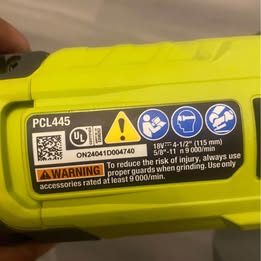 PCL445
UL
18V⎓4-1/2" (115 mm)
5/8"-11 n 9 000/min
ON24041D004740
WARNING To reduce the risk of injury, always use
proper guards when grinding. Use only
accessories rated at least 9 000/min.